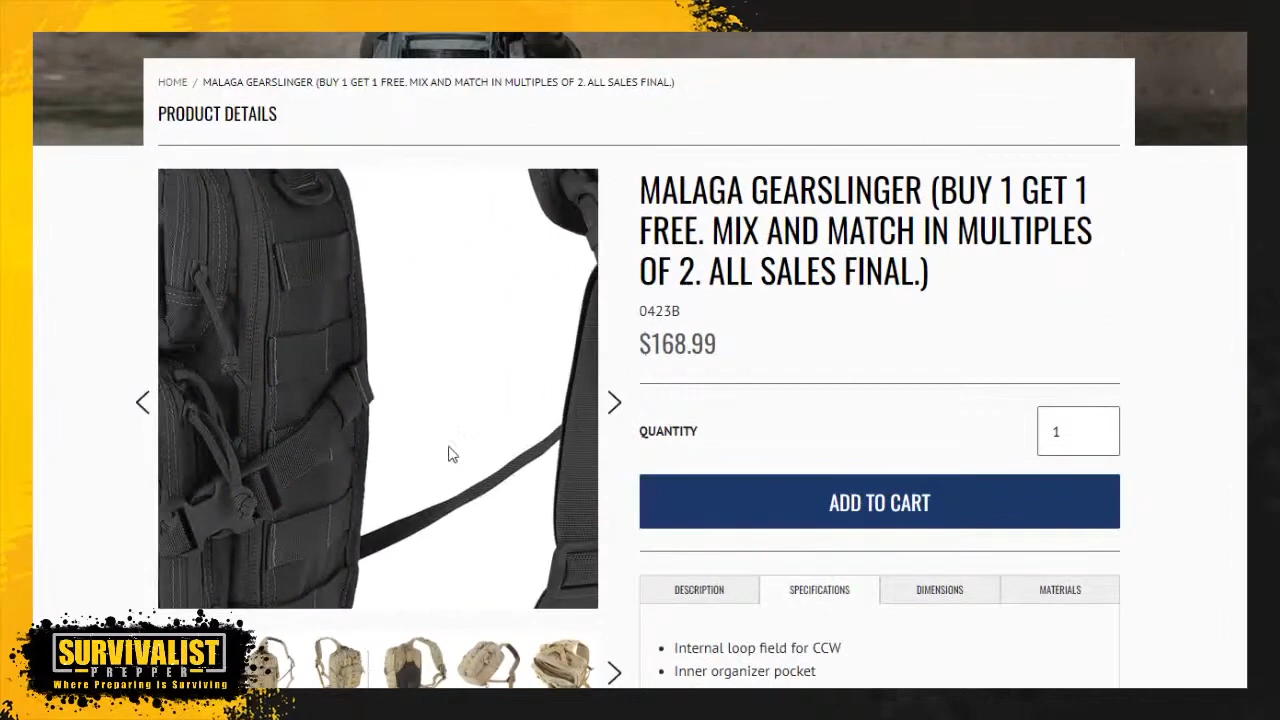 HOME / MALAGA GEARSLINGER (BUY 1 GET 1 FREE. MIX AND MATCH IN MULTIPLES OF 2. ALL SALES FINAL.)
PRODUCT DETAILS
MALAGA GEARSLINGER (BUY 1 GET 1
FREE. MIX AND MATCH IN MULTIPLES
OF 2. ALL SALES FINAL.)
0423B
$168.99
QUANTITY
1
ADD TO CART
DESCRIPTION
SPECIFICATIONS
DIMENSIONS
MATERIALS
• Internal loop field for CCW
• Inner organizer pocket
SURVIVALIST
PREPPER
Where Preparing Is Surviving